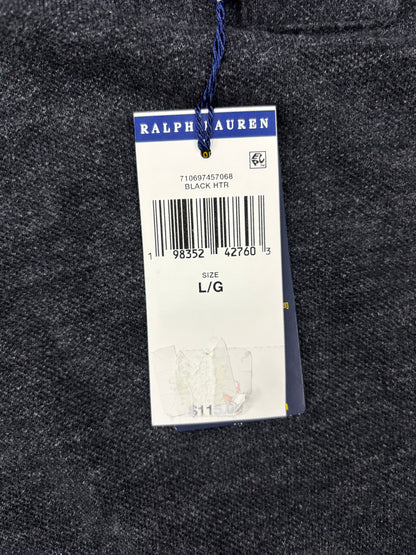 RALPH LAUREN
710697457068
BLACK HTR
1 98352 42760 3
SIZE
L/G
$115.00